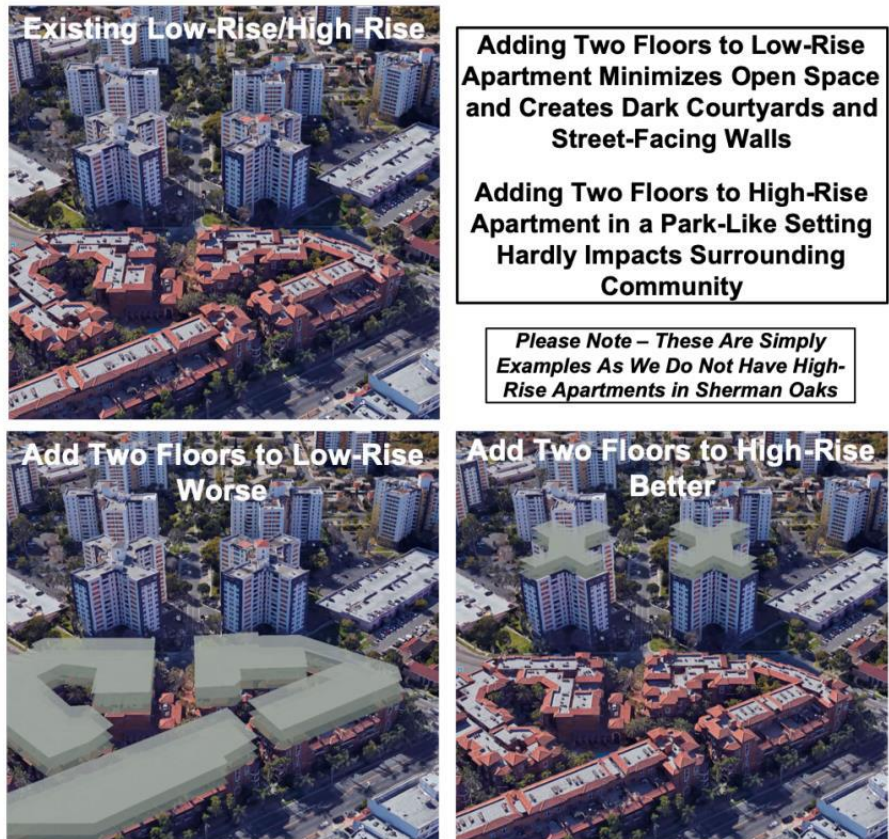 Existing Low-Rise/High-Rise
Adding Two Floors to Low-Rise
Apartment Minimizes Open Space
and Creates Dark Courtyards and
Street-Facing Walls
Adding Two Floors to High-Rise
Apartment in a Park-Like Setting
Hardly Impacts Surrounding
Community
Please Note – These Are Simply
Examples As We Do Not Have High-
Rise Apartments in Sherman Oaks
Add Two Floors to Low-Rise
Worse
Add Two Floors to High-Rise
Better